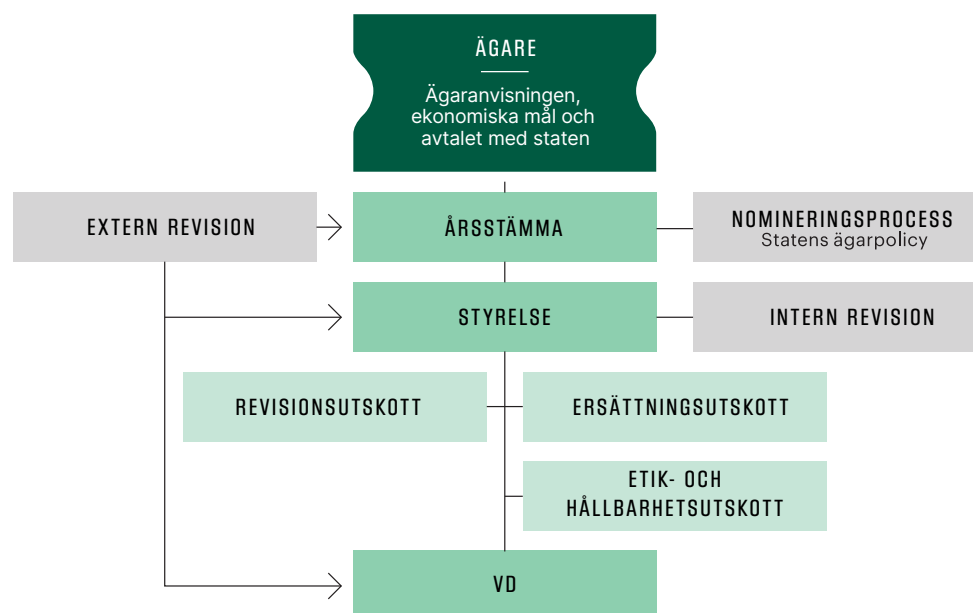 ÄGARE
Ägaranvisningen,
ekonomiska mål och
avtalet med staten
EXTERN REVISION
ÅRSSTÄMMA
NOMINERINGSPROCESS
Statens ägarpolicy
STYRELSE
INTERN REVISION
REVISIONSUTSKOTT
ERSÄTTNINGSUTSKOTT
ETIK- OCH
HÅLLBARHETSUTSKOTT
VD